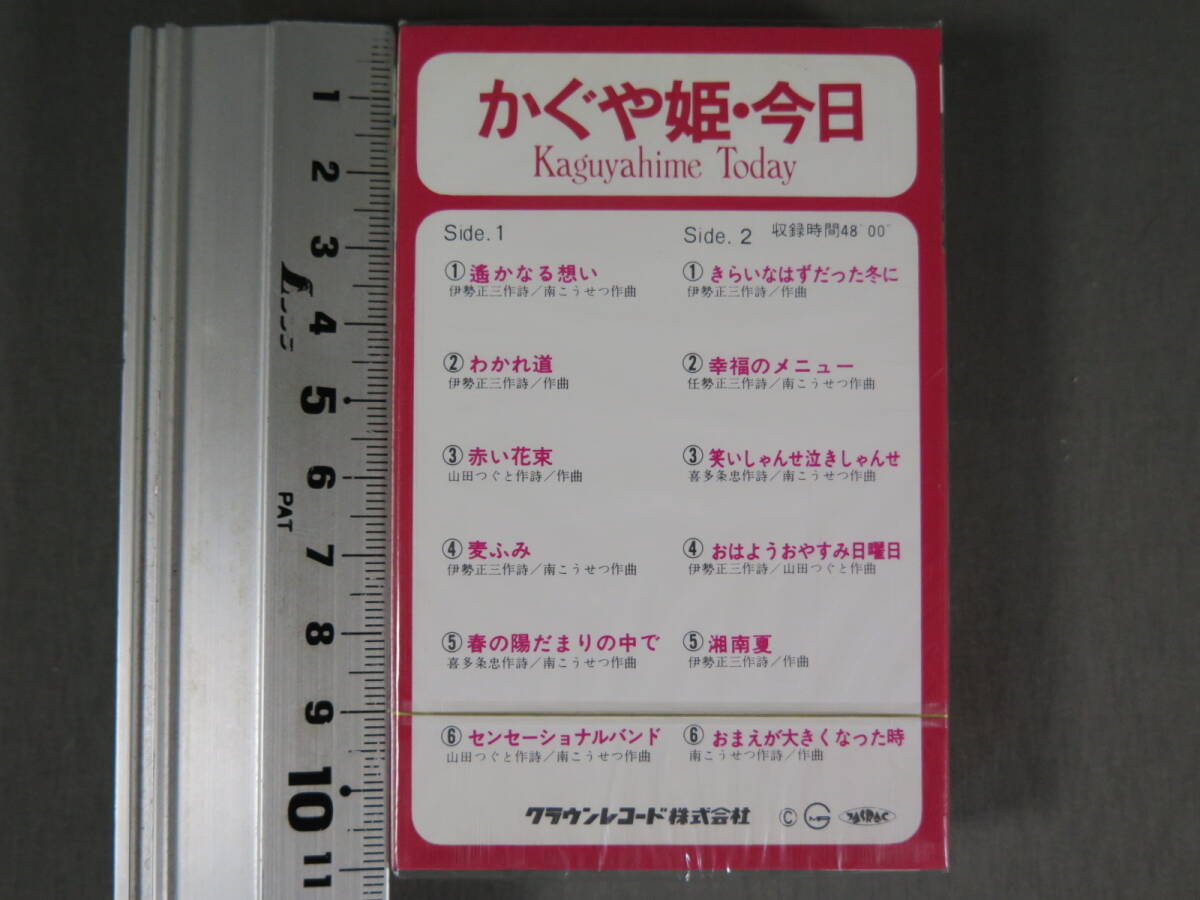 かぐや姫・今日
Kaguyahime Today
Side. 1
① 遙かなる想い
伊勢正三作詩／南こうせつ作曲
② わかれ道
伊勢正三作詩／作曲
③ 赤い花束
山田つぐと作詩／作曲
④ 麦ふみ
伊勢正三作詩／南こうせつ作曲
⑤ 春の陽だまりの中で
喜多条忠作詩／南こうせつ作曲
⑥ センセーショナルバンド
山田つぐと作詩／南こうせつ作曲
Side. 2 収録時間48′00″
① きらいなはずだった冬に
伊勢正三作詩／作曲
② 幸福のメニュー
任勢正三作詩／南こうせつ作曲
③ 笑いしゃんせ泣きしゃんせ
喜多条忠作詩／南こうせつ作曲
④ おはようおやすみ日曜日
伊勢正三作詩／山田つぐと作曲
⑤ 湘南夏
伊勢正三作詩／作曲
⑥ おまえが大きくなった時
南こうせつ作詩／作曲
クラウンレコード株式会社 Ⓒ
1
2
3
4
5
6
PAT
7
8
9
10
11